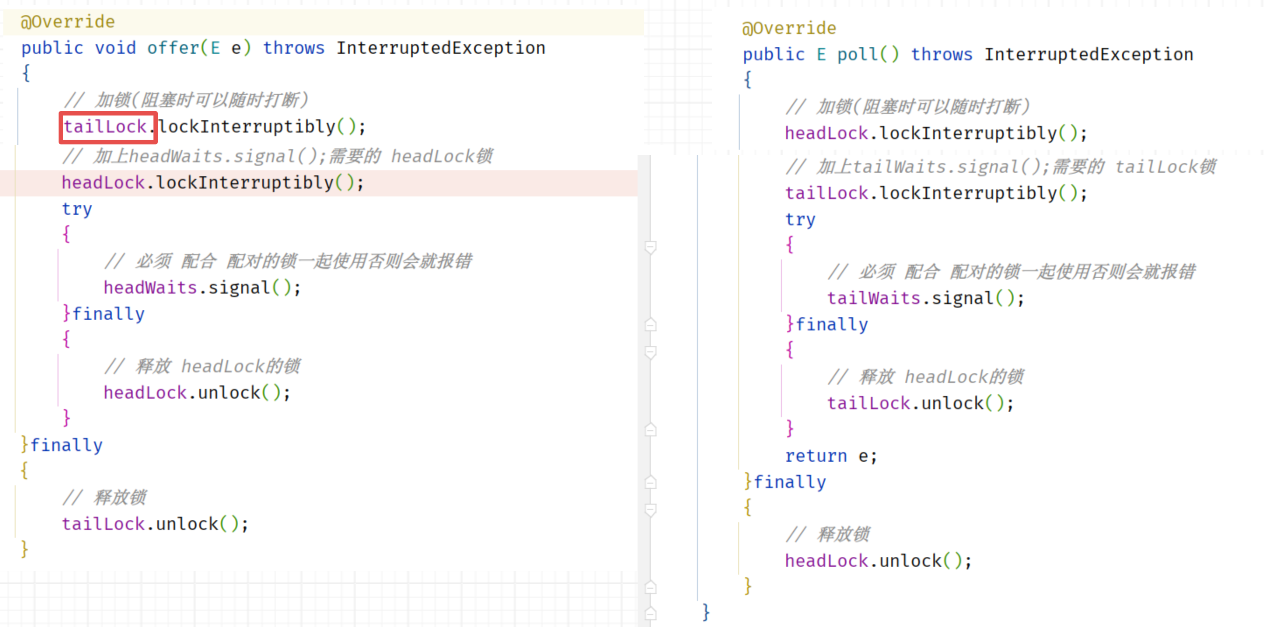 @Override
public void offer(E e) throws InterruptedException
{
// 加锁(阻塞时可以随时打断)
tailLock.lockInterruptibly();
// 加上headWaits.signal();需要的 headLock锁
headLock.lockInterruptibly();
try
{
// 必须 配合 配对的锁一起使用否则会就报错
headWaits.signal();
}finally
{
// 释放 headLock的锁
headLock.unlock();
}
}finally
{
// 释放锁
tailLock.unlock();
}
@Override
public E poll() throws InterruptedException
{
// 加锁(阻塞时可以随时打断)
headLock.lockInterruptibly();
// 加上tailWaits.signal();需要的 tailLock锁
tailLock.lockInterruptibly();
try
{
// 必须 配合 配对的锁一起使用否则会就报错
tailWaits.signal();
}finally
{
// 释放 headLock的锁
tailLock.unlock();
}
return e;
}finally
{
// 释放锁
headLock.unlock();
}
}